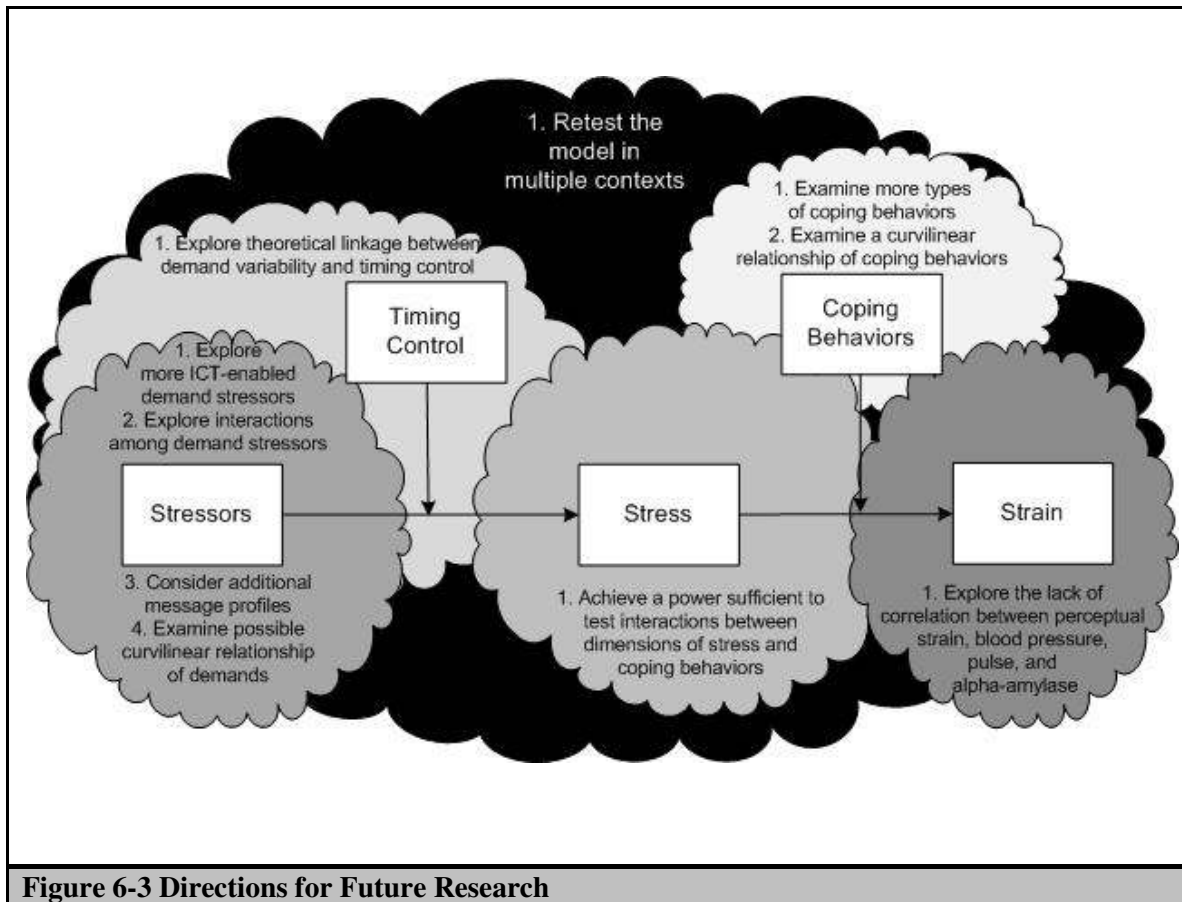 1. Retest the
model in
multiple contexts
1. Examine more types
of coping behaviors
2. Examine a curvilinear
relationship of coping behaviors
1. Explore theoretical linkage between
demand variability and timing control
Timing
Control
Coping
Behaviors
1. Explore
more ICT-enabled
demand stressors
2. Explore interactions
among demand stressors
Stressors
3. Consider additional
message profiles
4. Examine possible
curvilinear relationship
of demands
Stress
1. Achieve a power sufficient to
test interactions between
dimensions of stress and
coping behaviors
Strain
1. Explore the lack of
correlation between perceptual
strain, blood pressure,
pulse, and
alpha-amylase
Figure 6-3 Directions for Future Research